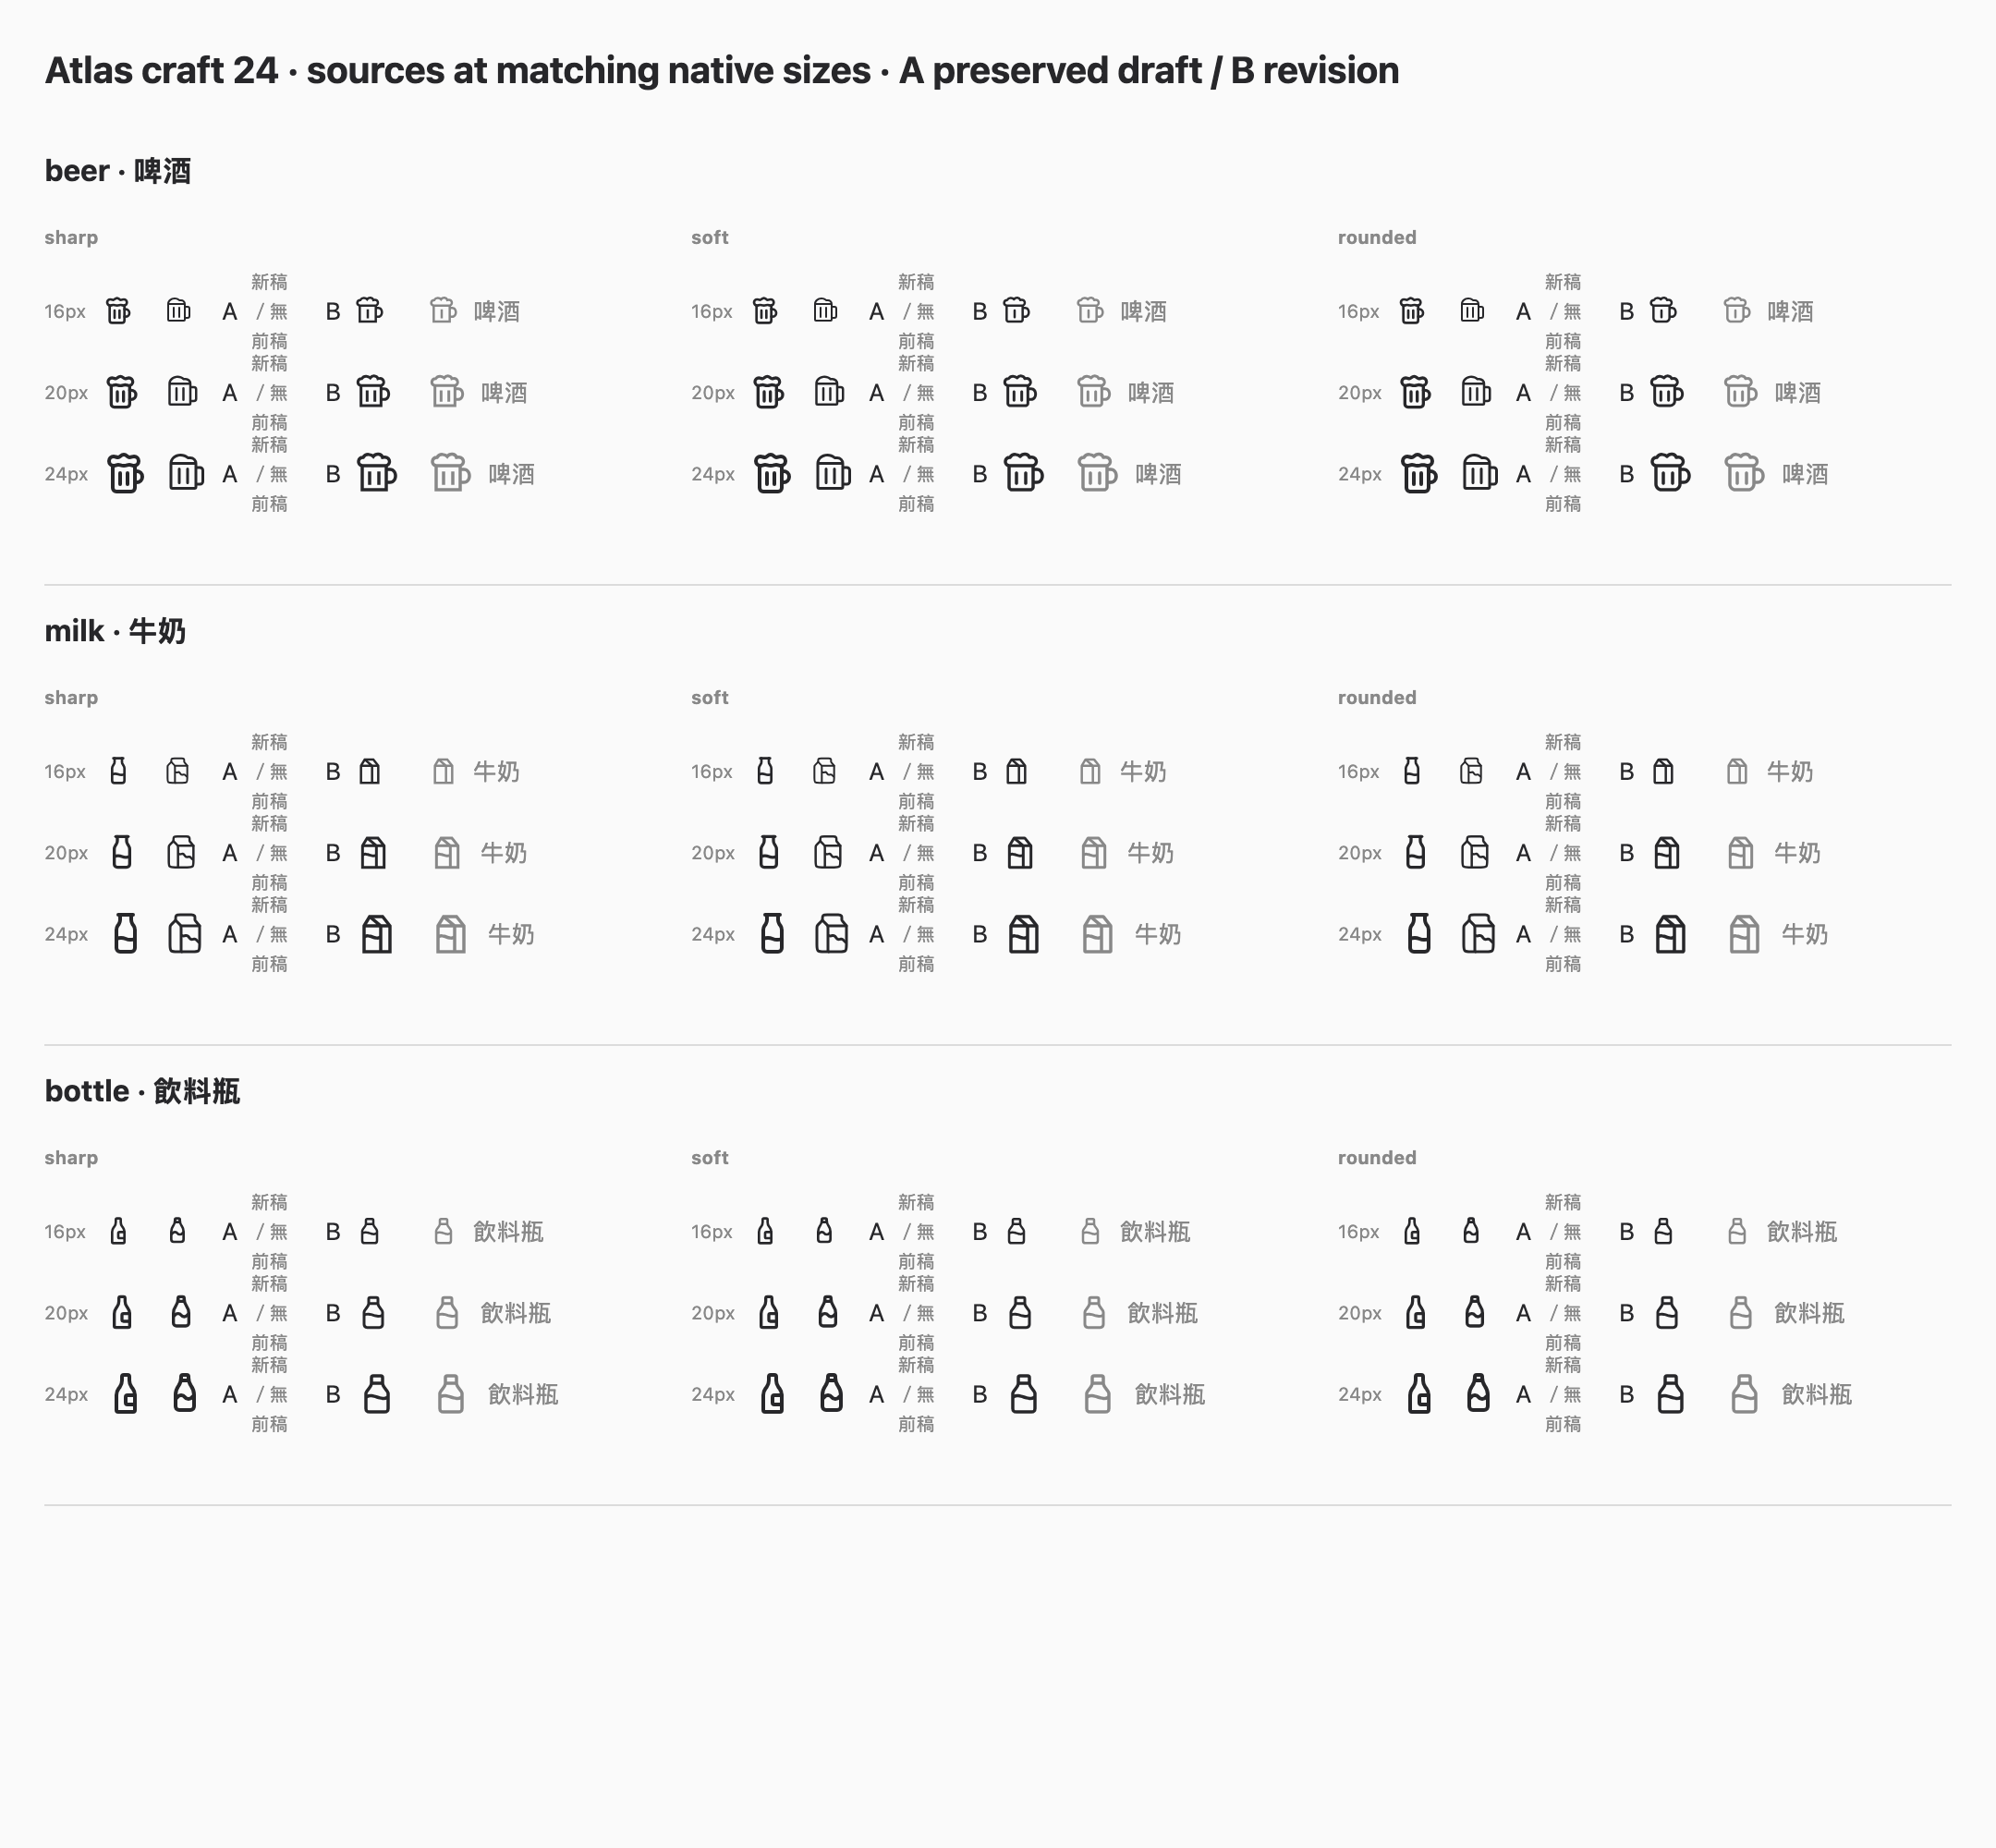 Atlas craft 24 · sources at matching native sizes · A preserved draft / B revision
beer · 啤酒
sharp
16px A 新稿 / 無 前稿 B 啤酒
20px A 新稿 / 無 前稿 B 啤酒
24px A 新稿 / 無 前稿 B 啤酒
soft
16px A 新稿 / 無 前稿 B 啤酒
20px A 新稿 / 無 前稿 B 啤酒
24px A 新稿 / 無 前稿 B 啤酒
rounded
16px A 新稿 / 無 前稿 B 啤酒
20px A 新稿 / 無 前稿 B 啤酒
24px A 新稿 / 無 前稿 B 啤酒
milk · 牛奶
sharp
16px A 新稿 / 無 前稿 B 牛奶
20px A 新稿 / 無 前稿 B 牛奶
24px A 新稿 / 無 前稿 B 牛奶
soft
16px A 新稿 / 無 前稿 B 牛奶
20px A 新稿 / 無 前稿 B 牛奶
24px A 新稿 / 無 前稿 B 牛奶
rounded
16px A 新稿 / 無 前稿 B 牛奶
20px A 新稿 / 無 前稿 B 牛奶
24px A 新稿 / 無 前稿 B 牛奶
bottle · 飲料瓶
sharp
16px A 新稿 / 無 前稿 B 飲料瓶
20px A 新稿 / 無 前稿 B 飲料瓶
24px A 新稿 / 無 前稿 B 飲料瓶
soft
16px A 新稿 / 無 前稿 B 飲料瓶
20px A 新稿 / 無 前稿 B 飲料瓶
24px A 新稿 / 無 前稿 B 飲料瓶
rounded
16px A 新稿 / 無 前稿 B 飲料瓶
20px A 新稿 / 無 前稿 B 飲料瓶
24px A 新稿 / 無 前稿 B 飲料瓶